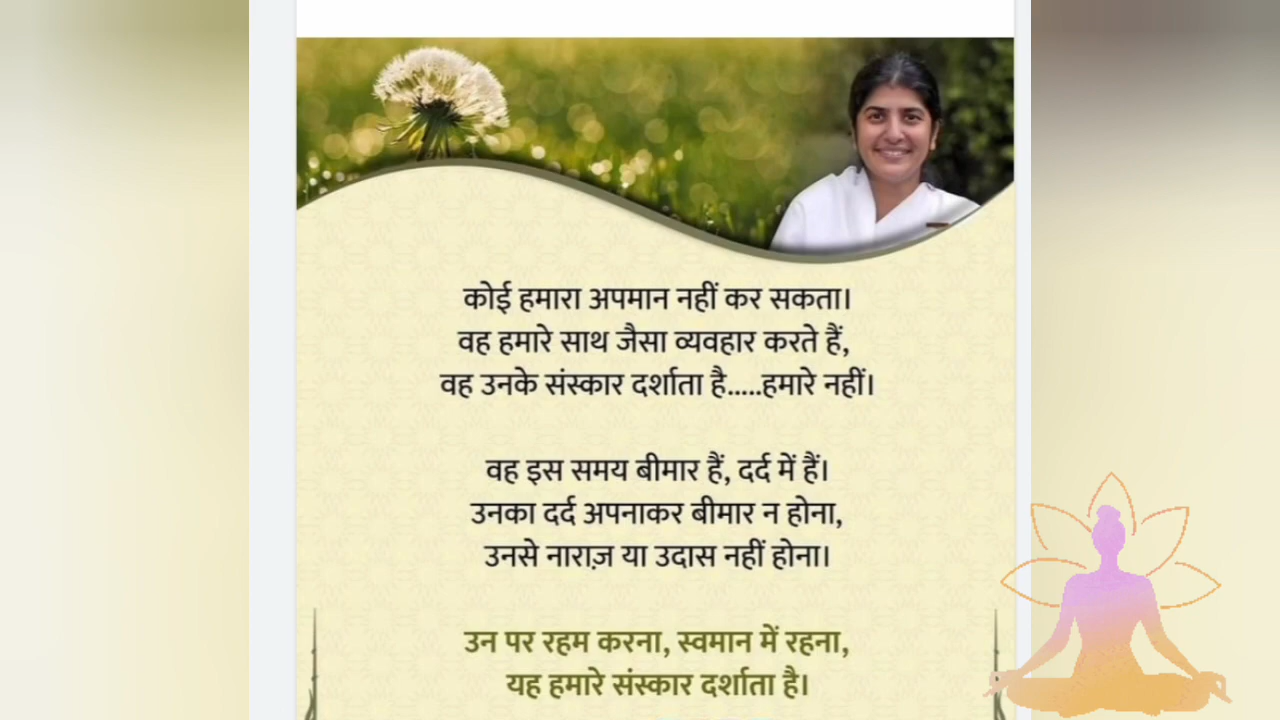 कोई हमारा अपमान नहीं कर सकता।
वह हमारे साथ जैसा व्यवहार करते हैं,
वह उनके संस्कार दर्शाता है.....हमारे नहीं।
वह इस समय बीमार हैं, दर्द में हैं।
उनका दर्द अपनाकर बीमार न होना,
उनसे नाराज़ या उदास नहीं होना।
उन पर रहम करना, स्वमान में रहना,
यह हमारे संस्कार दर्शाता है।